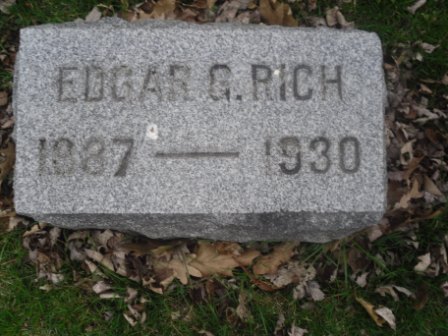 EDGAR G. RICH
1887 — 1930